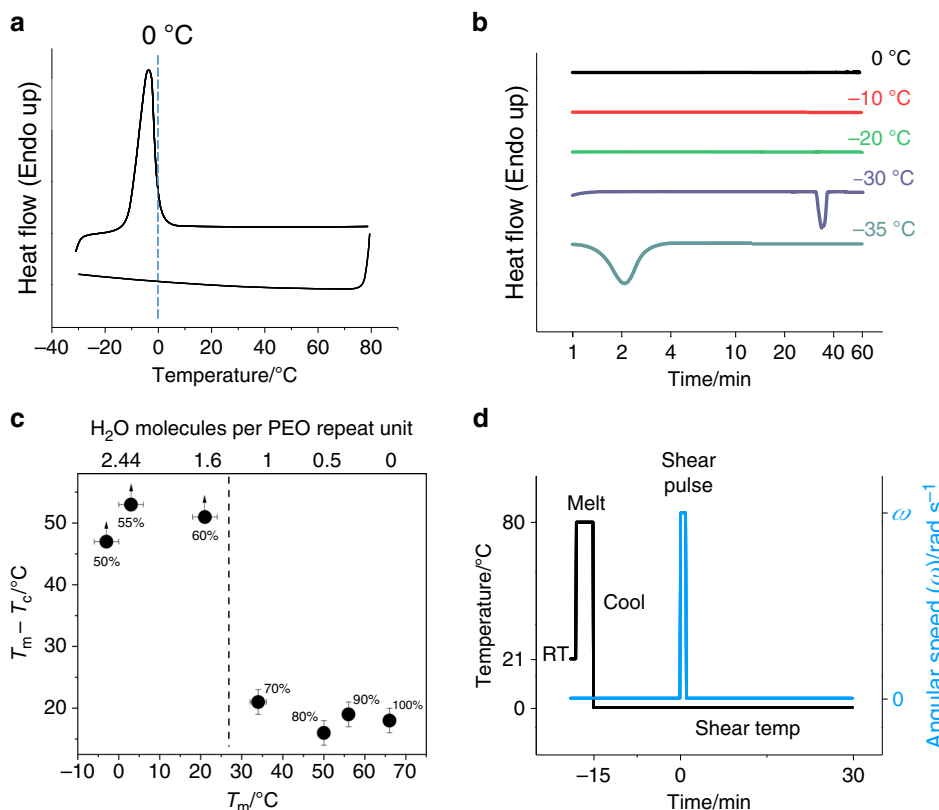 a
0 °C
Heat flow (Endo up)
–40 –20 0 20 40 60 80
Temperature/°C
b
0 °C
–10 °C
–20 °C
–30 °C
–35 °C
Heat flow (Endo up)
1 2 4 10 20 40 60
Time/min
c
H₂O molecules per PEO repeat unit
2.44 1.6 1 0.5 0
50%
55%
60%
70%
80%
90%
100%
Tₘ – T꜀/°C
50
40
30
20
–10 0 10 20 30 40 50 60 70
Tₘ/°C
d
Shear
pulse
Melt
Cool
RT
Shear temp
Temperature/°C
80
21
0
ω
0
Angular speed (ω)/rad s⁻¹
–15 0 30
Time/min